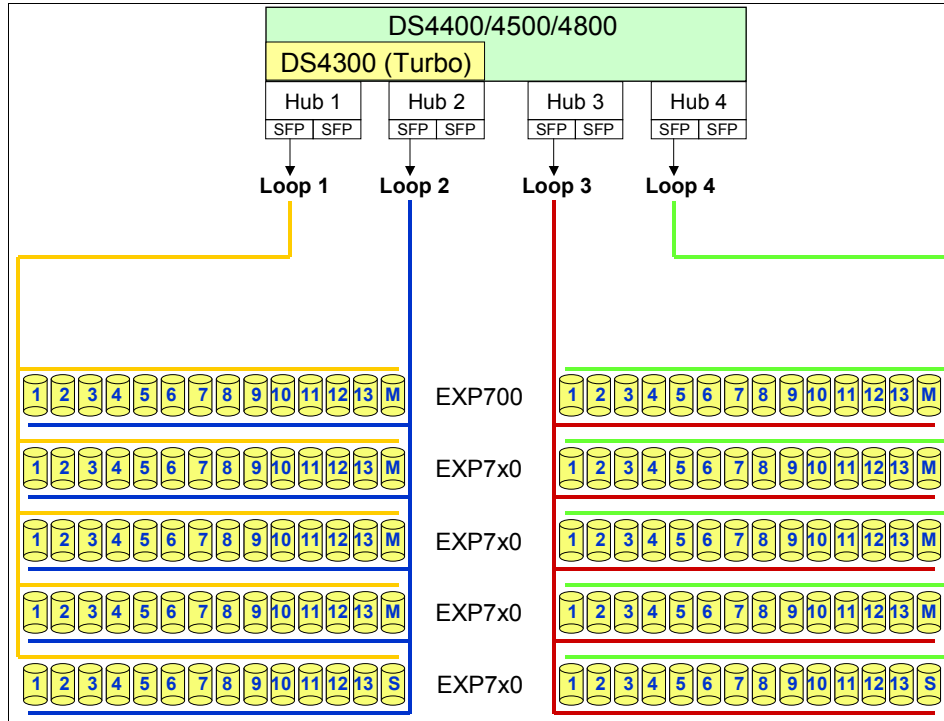 DS4400/4500/4800
DS4300 (Turbo)
Hub 1 Hub 2 Hub 3 Hub 4
SFP SFP SFP SFP SFP SFP SFP SFP
Loop 1 Loop 2 Loop 3 Loop 4
1 2 3 4 5 6 7 8 9 10 11 12 13 M EXP700 1 2 3 4 5 6 7 8 9 10 11 12 13 M
1 2 3 4 5 6 7 8 9 10 11 12 13 M EXP7x0 1 2 3 4 5 6 7 8 9 10 11 12 13 M
1 2 3 4 5 6 7 8 9 10 11 12 13 M EXP7x0 1 2 3 4 5 6 7 8 9 10 11 12 13 M
1 2 3 4 5 6 7 8 9 10 11 12 13 M EXP7x0 1 2 3 4 5 6 7 8 9 10 11 12 13 M
1 2 3 4 5 6 7 8 9 10 11 12 13 S EXP7x0 1 2 3 4 5 6 7 8 9 10 11 12 13 S